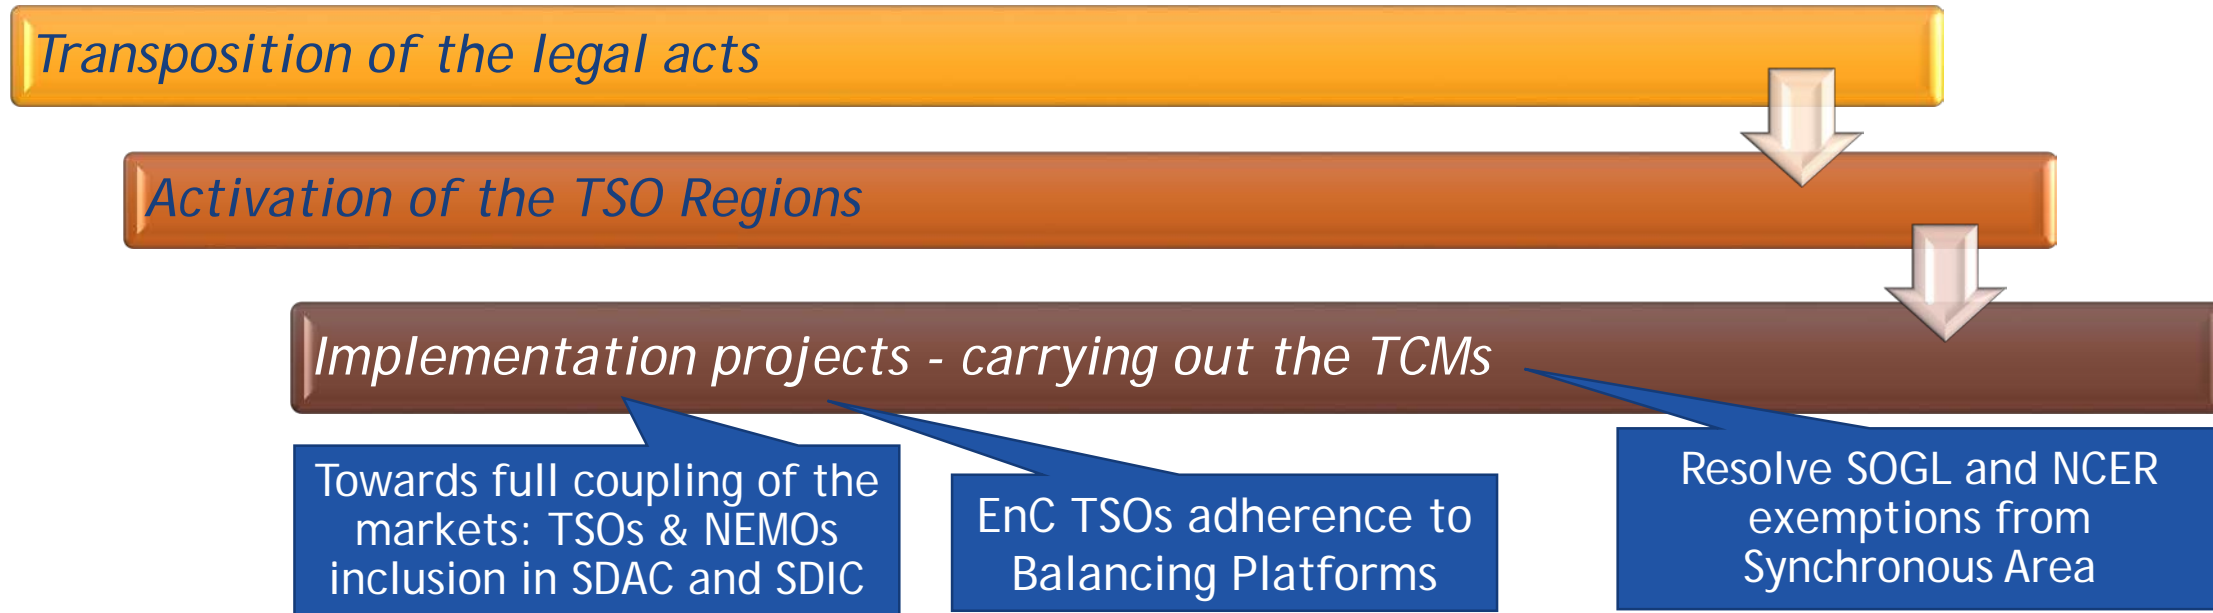 Transposition of the legal acts
Activation of the TSO Regions
Implementation projects - carrying out the TCMs
Towards full coupling of the
markets: TSOs & NEMOs
inclusion in SDAC and SDIC
EnC TSOs adherence to
Balancing Platforms
Resolve SOGL and NCER
exemptions from
Synchronous Area